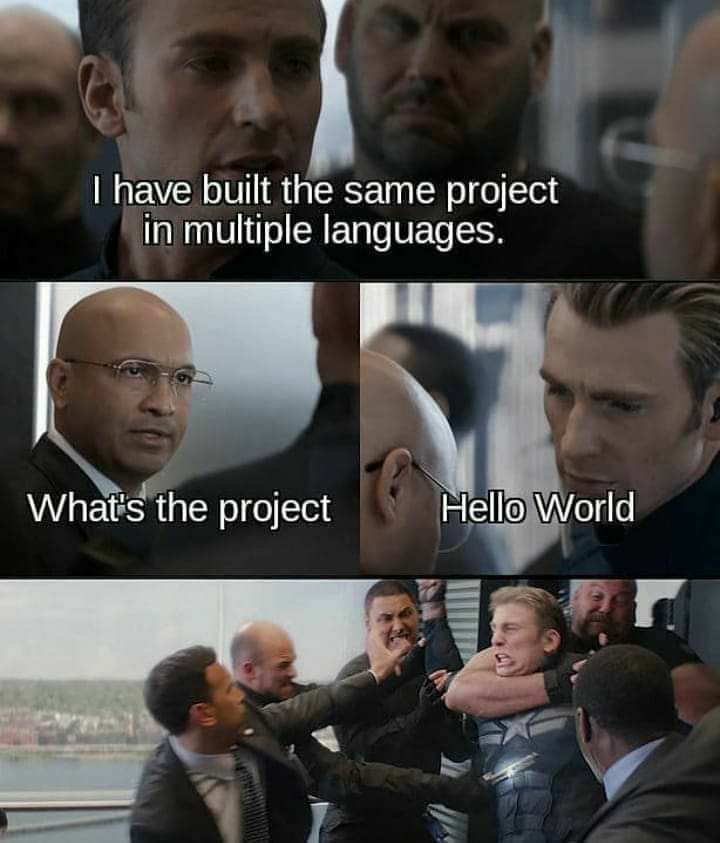 I have built the same project
in multiple languages.
What's the project
Hello World